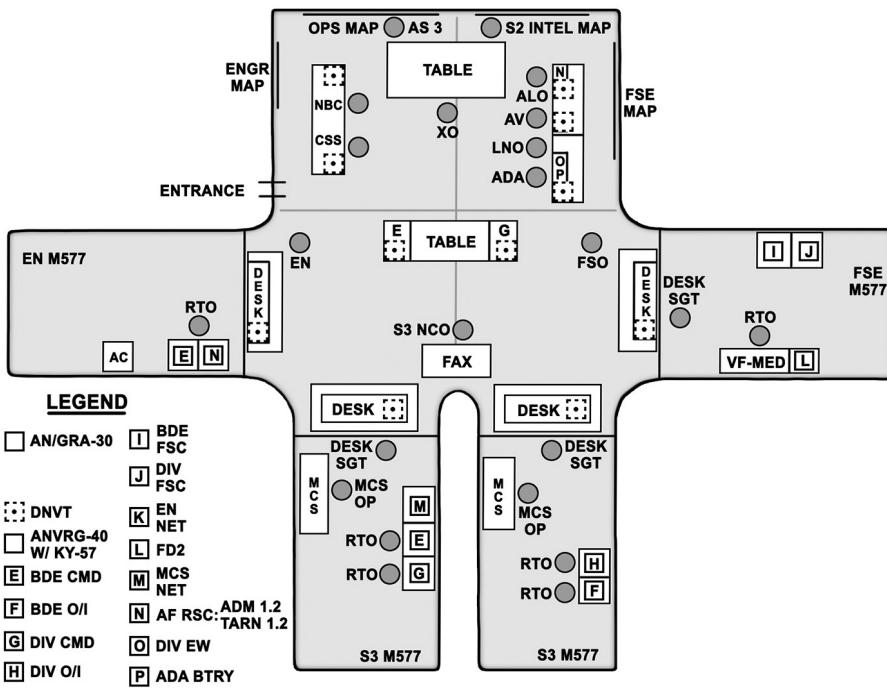 OPS MAP AS 3 S2 INTEL MAP
ENGR
MAP
TABLE
N
ALO
FSE
MAP
NBC
XO
AV
CSS
LNO
O
P
ADA
ENTRANCE
EN M577
E TABLE G
EN
FSO
I J
FSE
M577
DESK
DESK
DESK
SGT
RTO
RTO
S3 NCO
AC E N
FAX
VF-MED L
LEGEND
DESK
DESK
AN/GRA-30
I BDE
FSC
J DIV
FSC
DNVT
K EN
NET
ANVRG-40
W/ KY-57
L FD2
E BDE CMD
M MCS
NET
F BDE O/I
N AF RSC: ADM 1.2
TARN 1.2
G DIV CMD
O DIV EW
H DIV O/I
P ADA BTRY
DESK
SGT
MCS
MCS
OP
M
RTO E
RTO G
S3 M577
DESK
SGT
MCS
MCS
OP
RTO H
RTO F
S3 M577